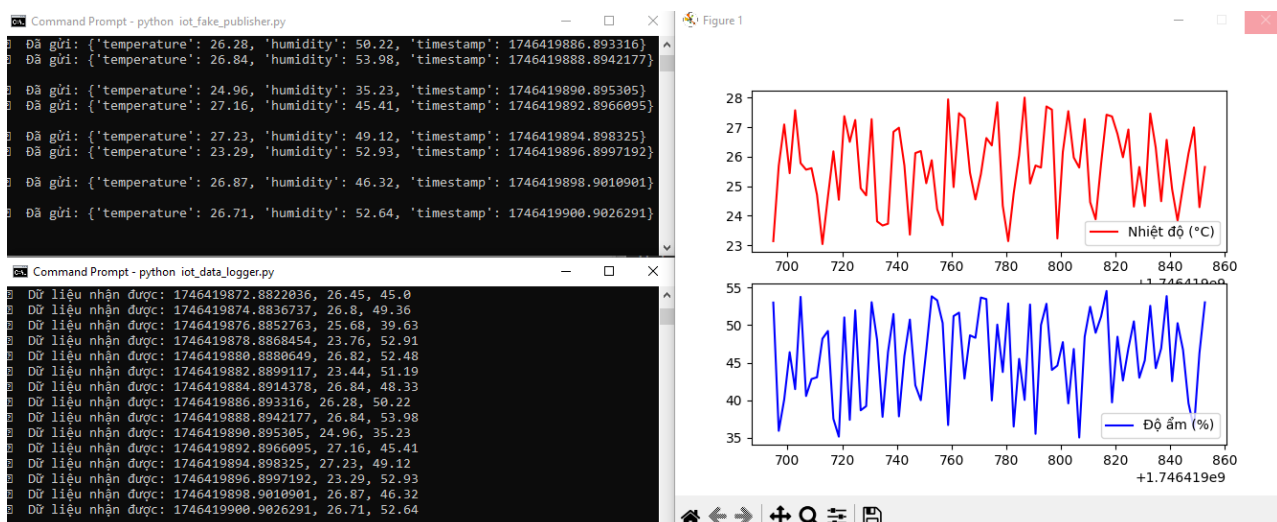 Command Prompt - python iot_fake_publisher.py
Đã gửi: {'temperature': 26.28, 'humidity': 50.22, 'timestamp': 1746419886.893316}
Đã gửi: {'temperature': 26.84, 'humidity': 53.98, 'timestamp': 1746419888.8942177}
Đã gửi: {'temperature': 24.96, 'humidity': 35.23, 'timestamp': 1746419890.895305}
Đã gửi: {'temperature': 27.16, 'humidity': 45.41, 'timestamp': 1746419892.8966095}
Đã gửi: {'temperature': 27.23, 'humidity': 49.12, 'timestamp': 1746419894.898325}
Đã gửi: {'temperature': 23.29, 'humidity': 52.93, 'timestamp': 1746419896.8997192}
Đã gửi: {'temperature': 26.87, 'humidity': 46.32, 'timestamp': 1746419898.9010901}
Đã gửi: {'temperature': 26.71, 'humidity': 52.64, 'timestamp': 1746419900.9026291}
Command Prompt - python iot_data_logger.py
Dữ liệu nhận được: 1746419872.8822036, 26.45, 45.0
Dữ liệu nhận được: 1746419874.8836737, 26.8, 49.36
Dữ liệu nhận được: 1746419876.8852763, 25.68, 39.63
Dữ liệu nhận được: 1746419878.8868454, 23.76, 52.91
Dữ liệu nhận được: 1746419880.8880649, 26.82, 52.48
Dữ liệu nhận được: 1746419882.8899117, 23.44, 51.19
Dữ liệu nhận được: 1746419884.8914378, 26.84, 48.33
Dữ liệu nhận được: 1746419886.893316, 26.28, 50.22
Dữ liệu nhận được: 1746419888.8942177, 26.84, 53.98
Dữ liệu nhận được: 1746419890.895305, 24.96, 35.23
Dữ liệu nhận được: 1746419892.8966095, 27.16, 45.41
Dữ liệu nhận được: 1746419894.898325, 27.23, 49.12
Dữ liệu nhận được: 1746419896.8997192, 23.29, 52.93
Dữ liệu nhận được: 1746419898.9010901, 26.87, 46.32
Dữ liệu nhận được: 1746419900.9026291, 26.71, 52.64
Figure 1
28
27
26
25
24
23
Nhiệt độ (°C)
700 720 740 760 780 800 820 840 860
+1.746419e9
55
50
45
40
35
Độ ẩm (%)
700 720 740 760 780 800 820 840 860
+1.746419e9